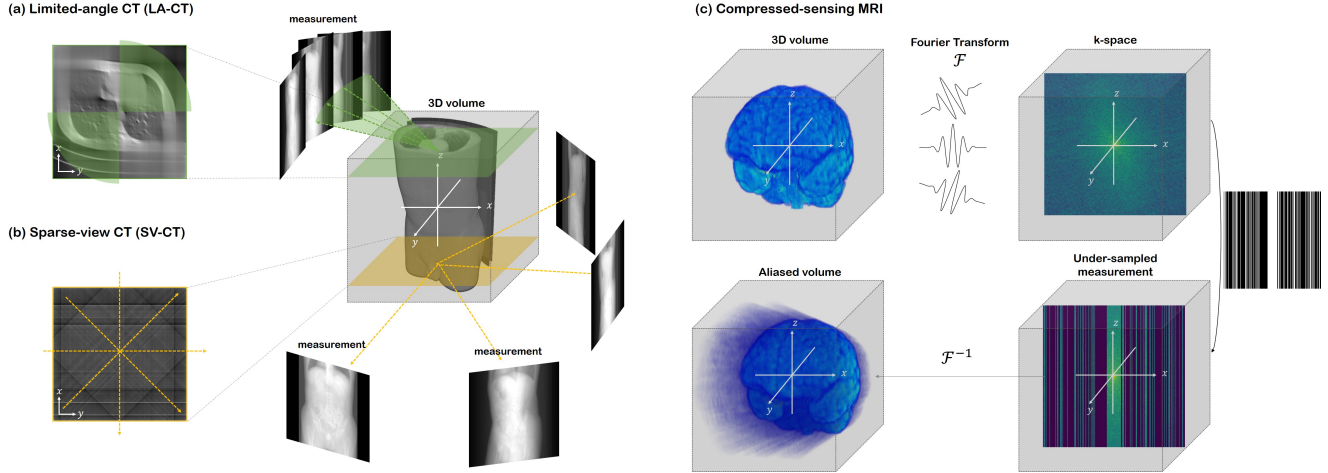 (a) Limited-angle CT (LA-CT)
measurement
3D volume
z
x
y
x
y
(b) Sparse-view CT (SV-CT)
x
y
measurement
measurement
(c) Compressed-sensing MRI
3D volume
z
x
y
Fourier Transform
ℱ
k-space
z
x
y
Aliased volume
z
x
y
ℱ⁻¹
Under-sampled
measurement
z
x
y